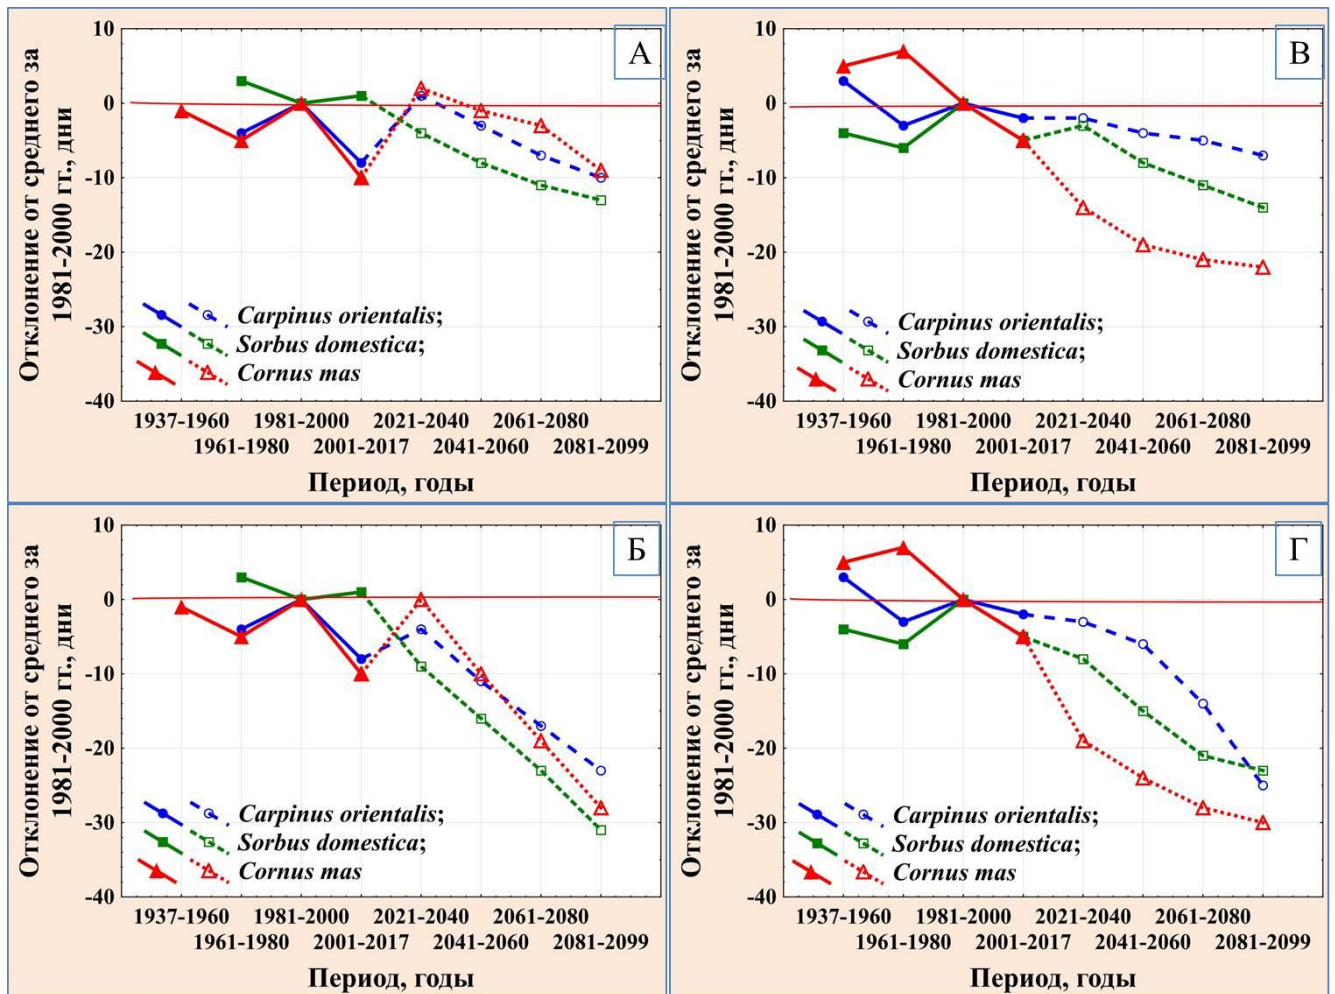 А
Отклонение от среднего за
1981-2000 гг., дни
10
0
-10
-20
-30
-40
Carpinus orientalis;
Sorbus domestica;
Cornus mas
1937-1960 1981-2000 2021-2040 2061-2080
1961-1980 2001-2017 2041-2060 2081-2099
Период, годы
В
Отклонение от среднего за
1981-2000 гг., дни
10
0
-10
-20
-30
-40
Carpinus orientalis;
Sorbus domestica;
Cornus mas
1937-1960 1981-2000 2021-2040 2061-2080
1961-1980 2001-2017 2041-2060 2081-2099
Период, годы
Б
Отклонение от среднего за
1981-2000 гг., дни
10
0
-10
-20
-30
-40
Carpinus orientalis;
Sorbus domestica;
Cornus mas
1937-1960 1981-2000 2021-2040 2061-2080
1961-1980 2001-2017 2041-2060 2081-2099
Период, годы
Г
Отклонение от среднего за
1981-2000 гг., дни
10
0
-10
-20
-30
-40
Carpinus orientalis;
Sorbus domestica;
Cornus mas
1937-1960 1981-2000 2021-2040 2061-2080
1961-1980 2001-2017 2041-2060 2081-2099
Период, годы